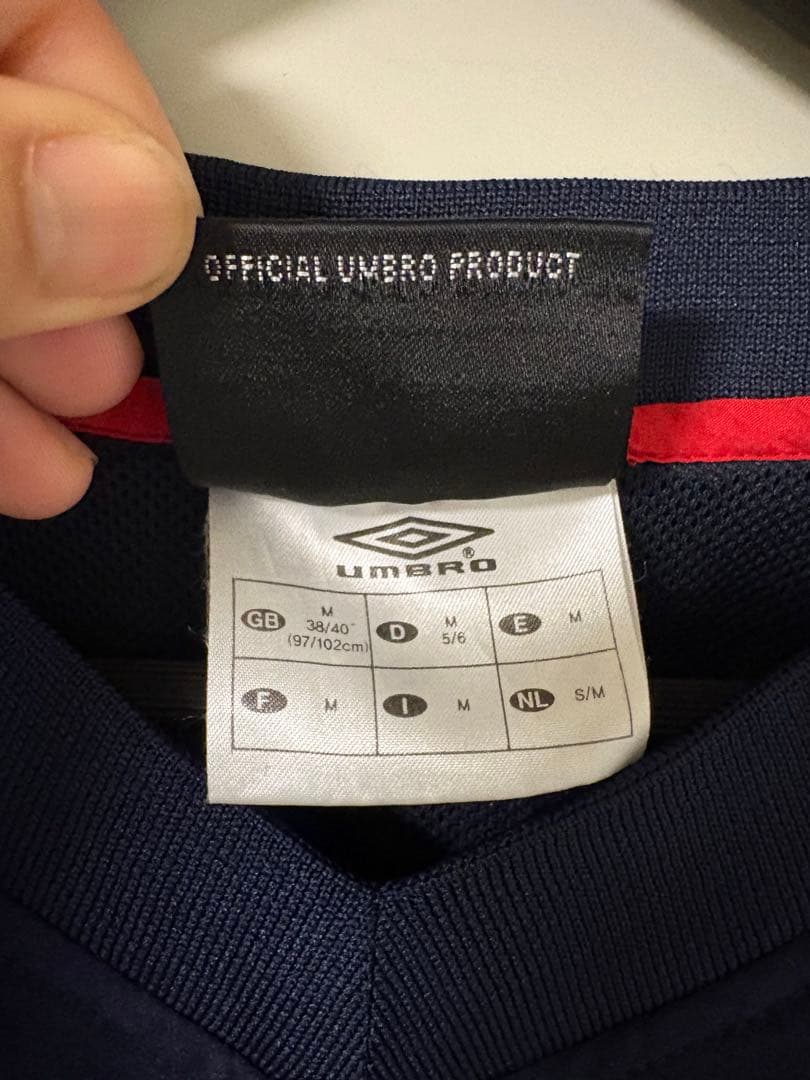 OFFICIAL UMBRO PRODUCT
®
UMBRO
GB M 38/40" (97/102cm)
D M 5/6
E M
F M
I M
NL S/M